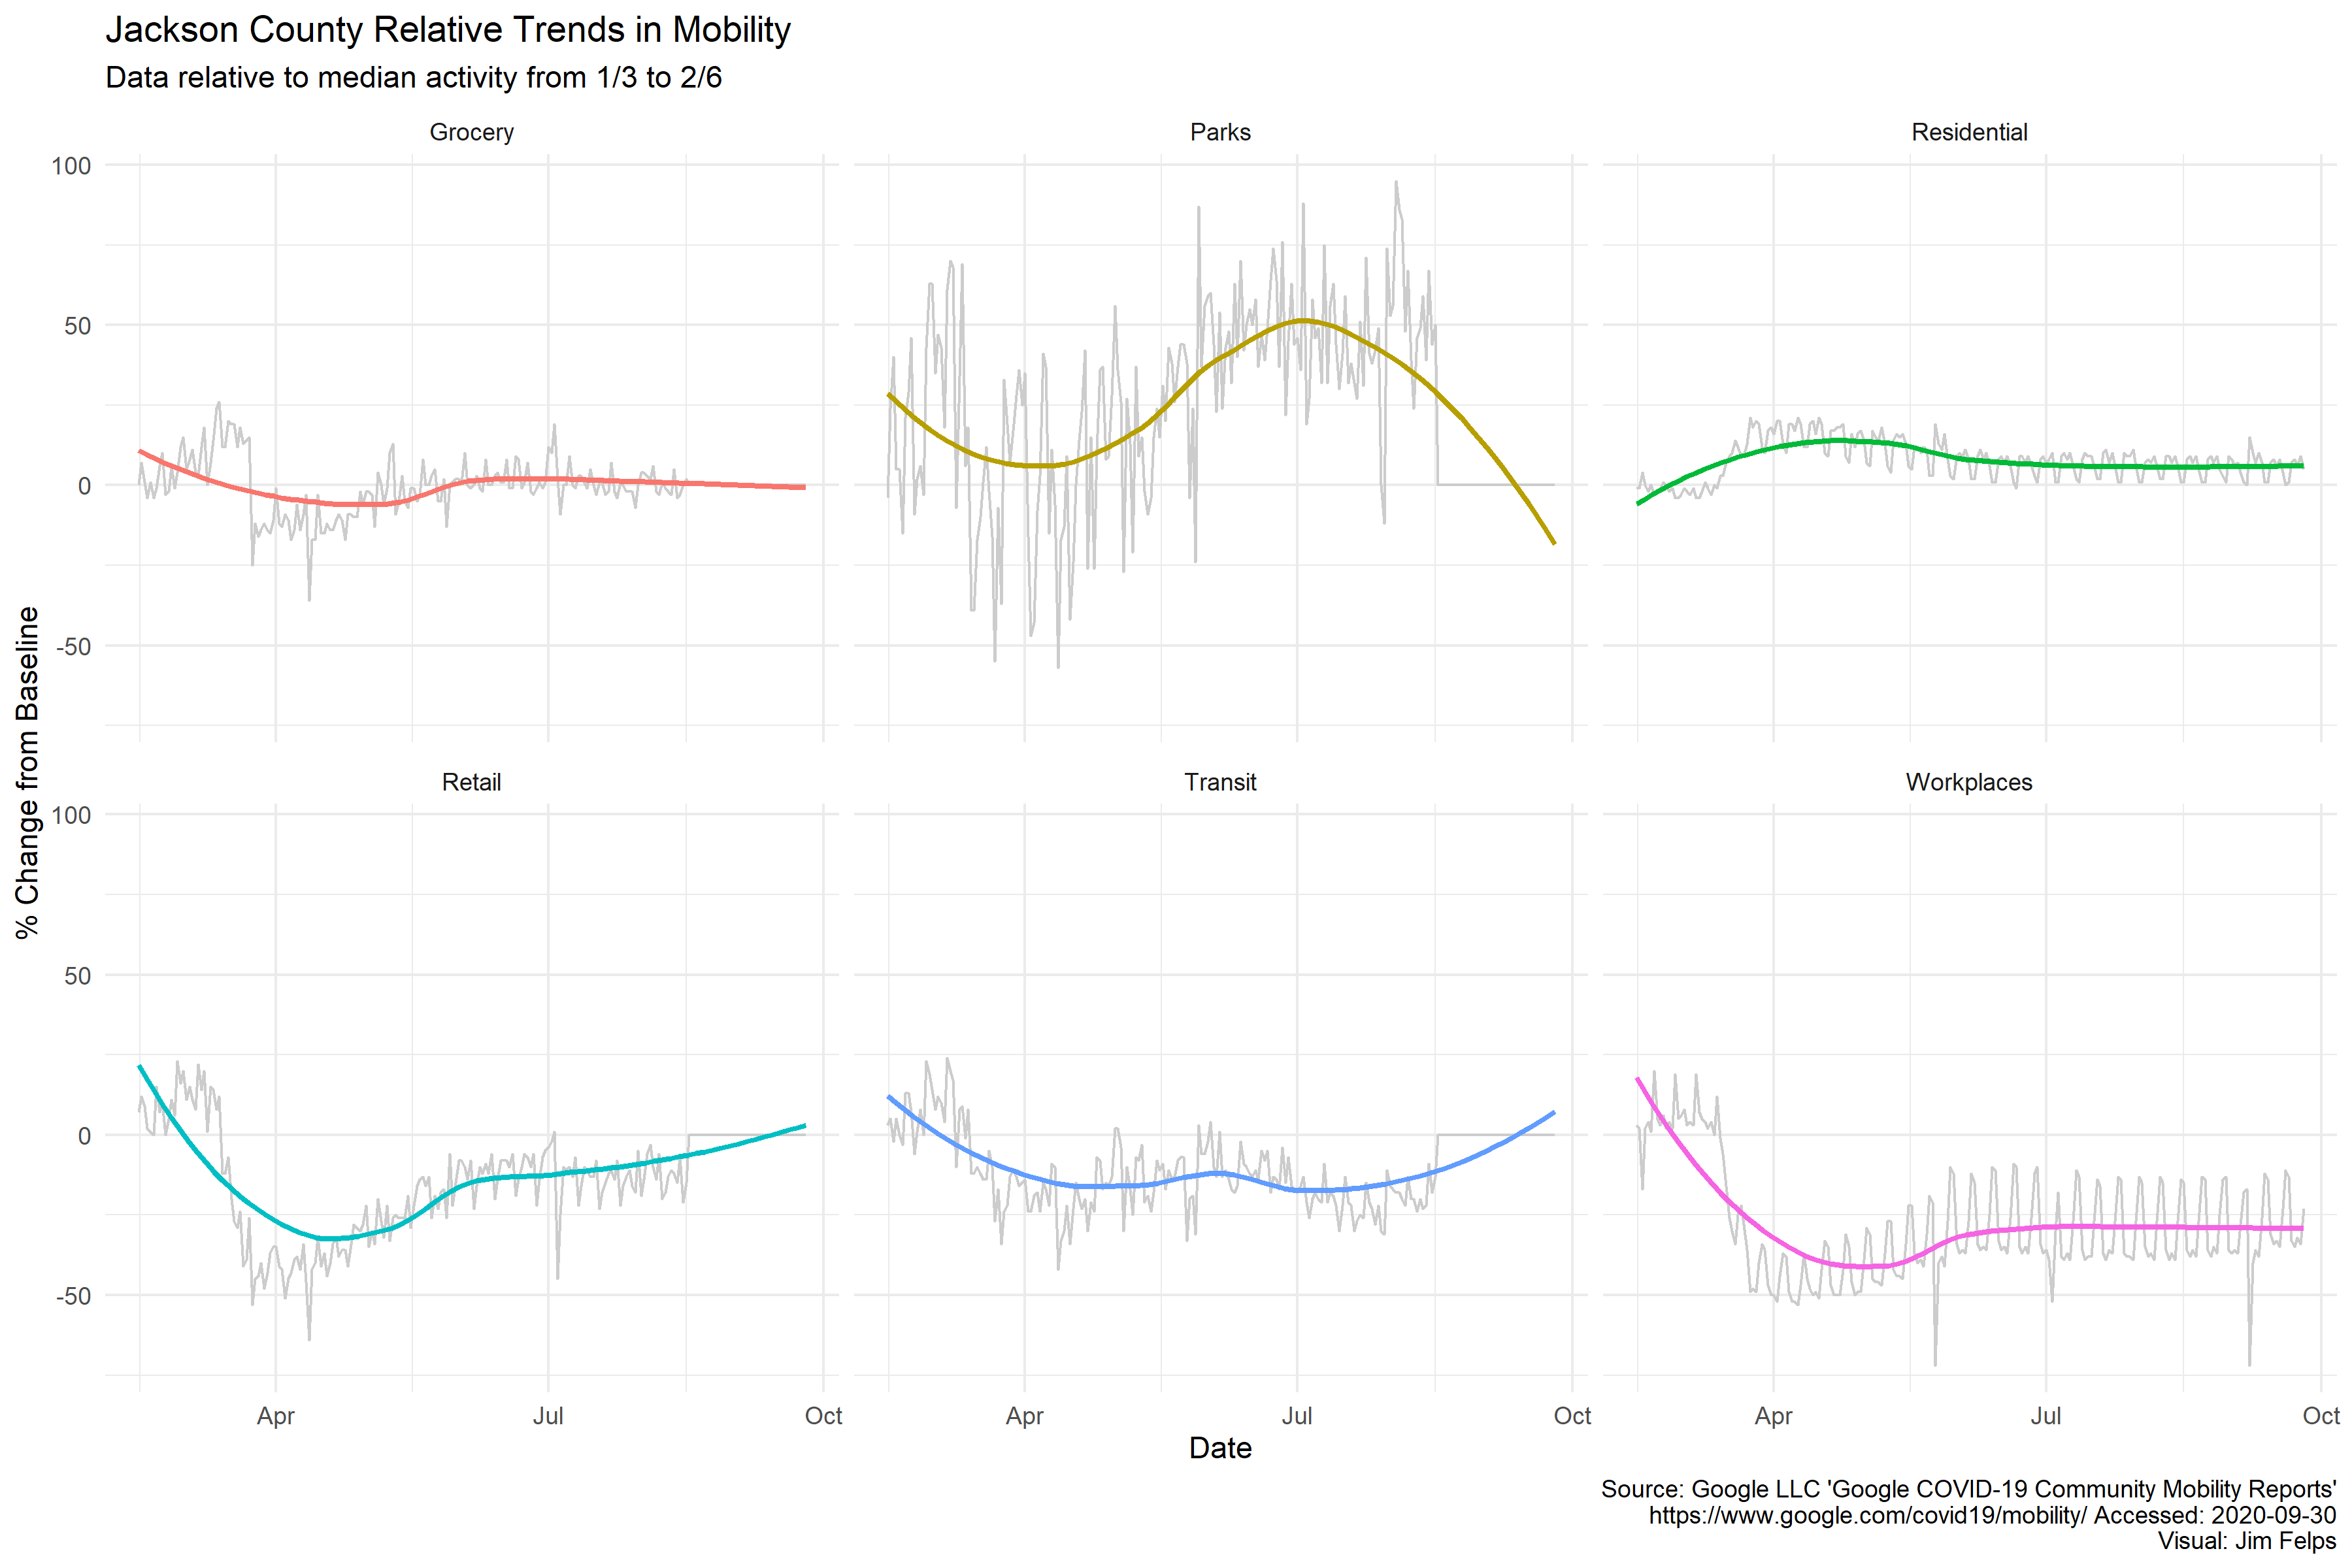 Jackson County Relative Trends in Mobility
Data relative to median activity from 1/3 to 2/6
Grocery Parks Residential
100
50
0
-50
Retail Transit Workplaces
100
50
0
-50
% Change from Baseline
Apr Jul Oct Apr Jul Oct Apr Jul Oct
Date
Source: Google LLC 'Google COVID-19 Community Mobility Reports'
https://www.google.com/covid19/mobility/ Accessed: 2020-09-30
Visual: Jim Felps